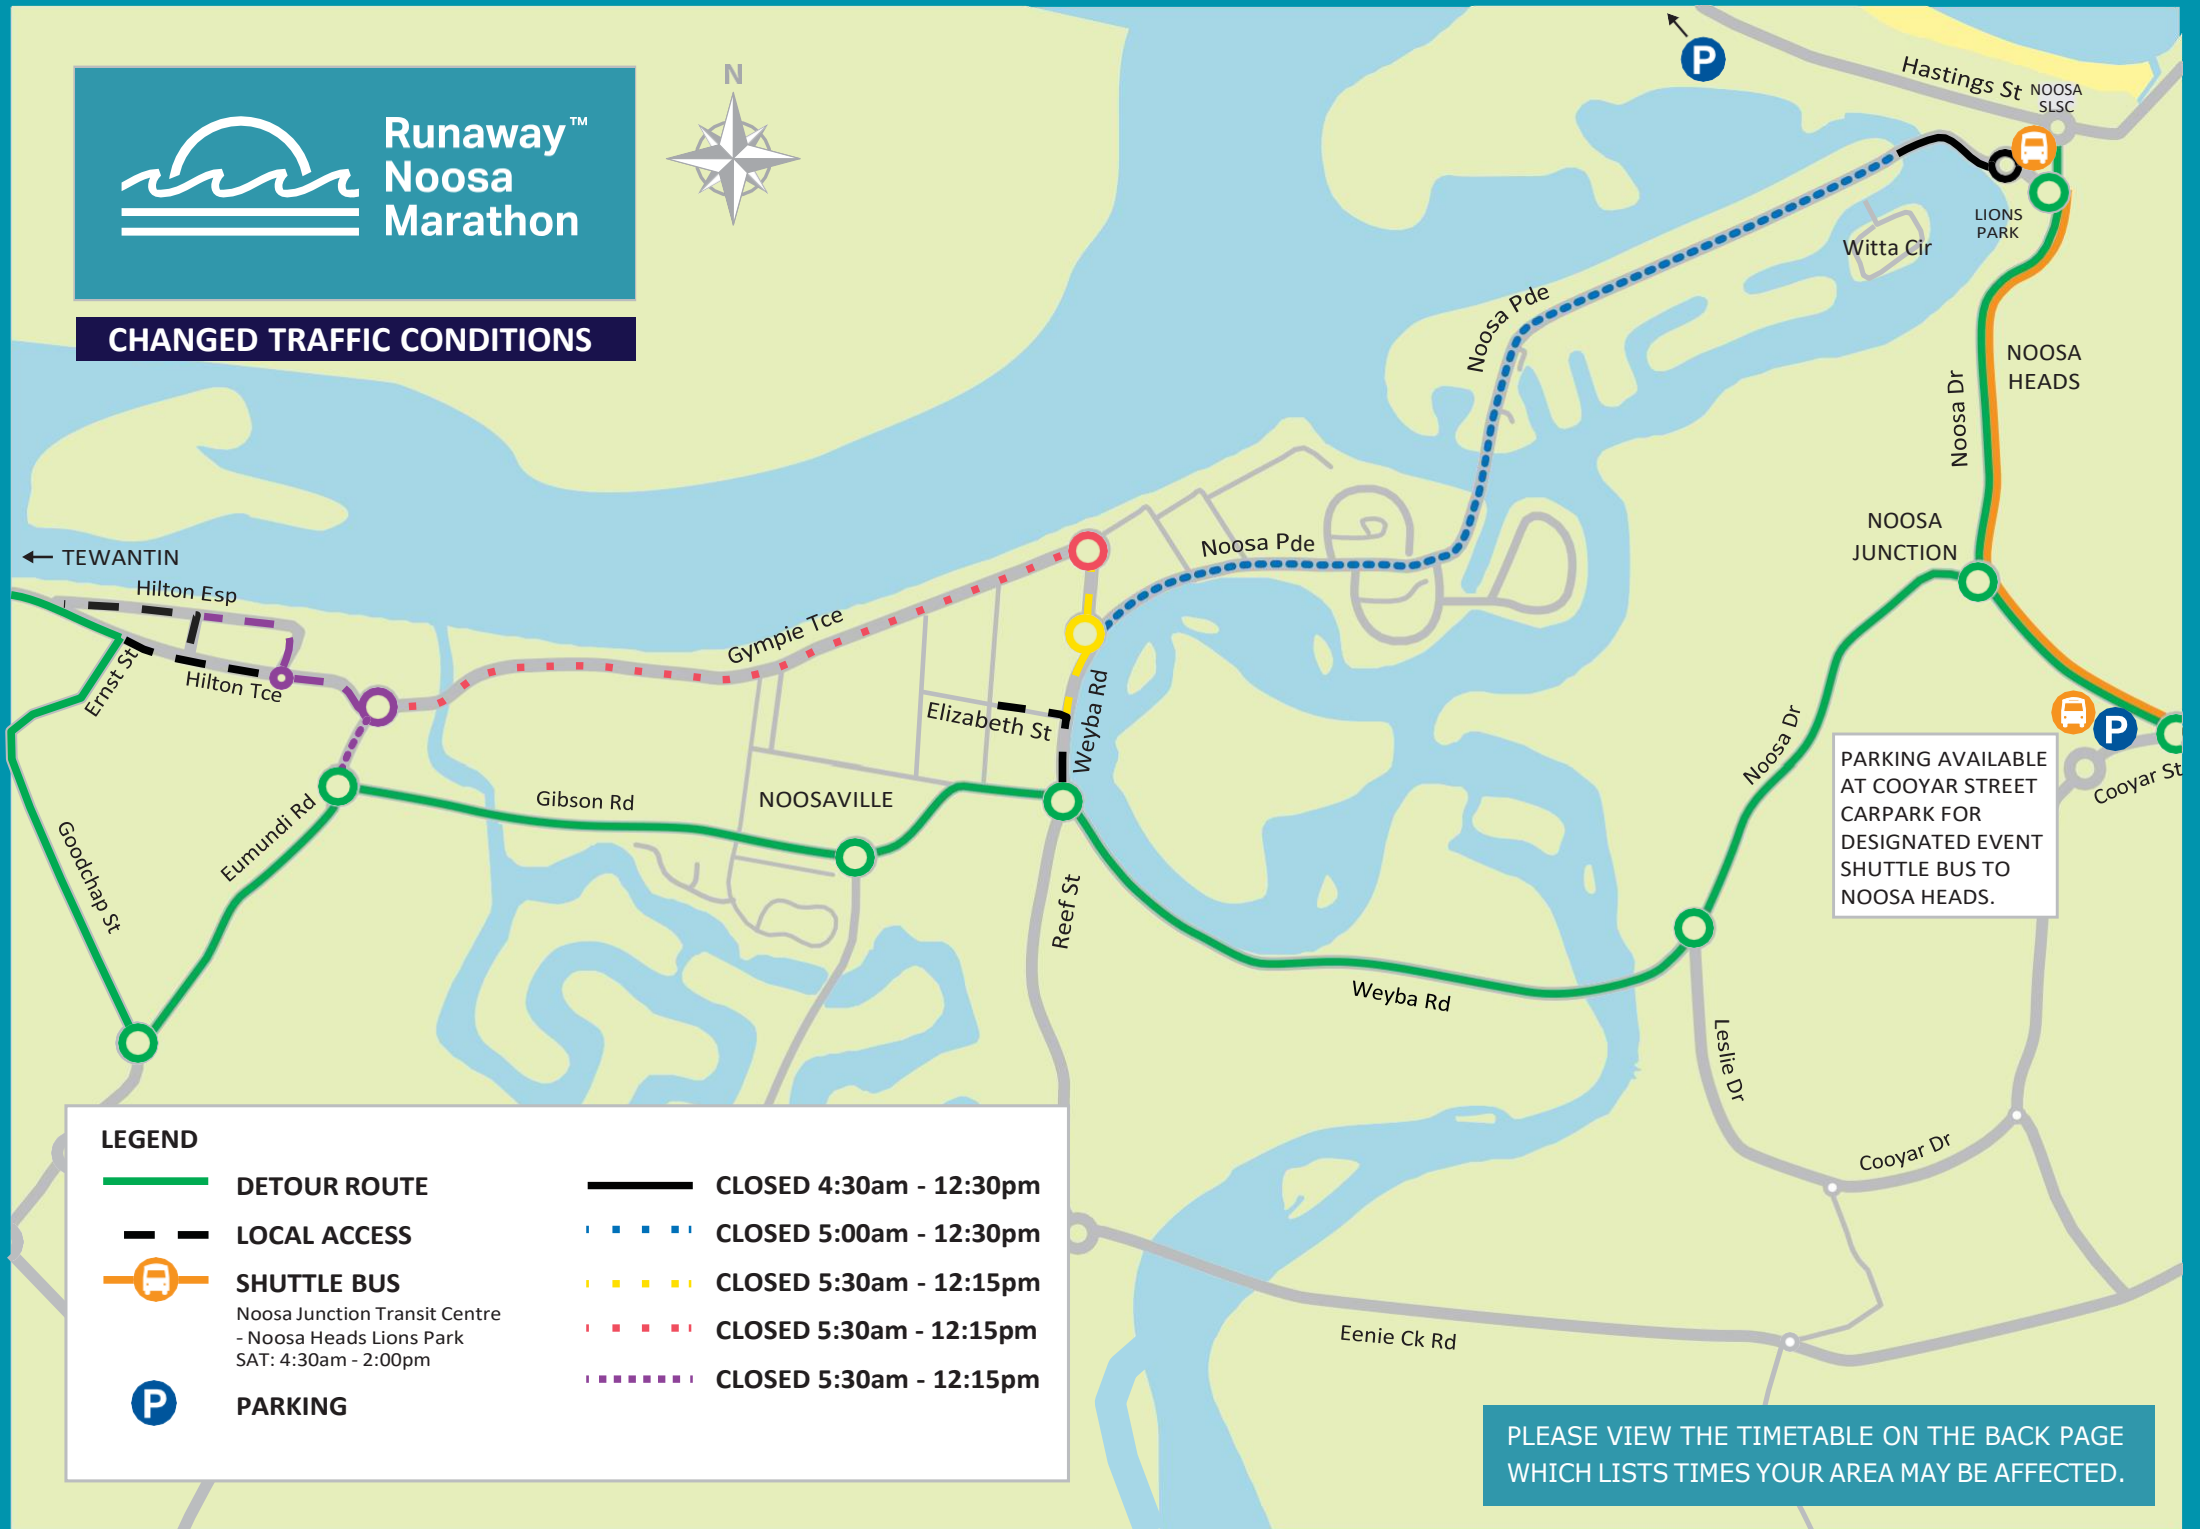 Runaway™
Noosa
Marathon
CHANGED TRAFFIC CONDITIONS
N
P
Hastings St
NOOSA
SLSC
LIONS
PARK
Witta Cir
Noosa Pde
NOOSA
HEADS
Noosa Dr
NOOSA
JUNCTION
Noosa Pde
TEWANTIN
Hilton Esp
Gympie Tce
Ernst St
Hilton Tce
Elizabeth St
Weyba Rd
Noosa Dr
P
PARKING AVAILABLE
AT COOYAR STREET
CARPARK FOR
DESIGNATED EVENT
SHUTTLE BUS TO
NOOSA HEADS.
Cooyar St
Gibson Rd
NOOSAVILLE
Eumundi Rd
Goodchap St
Reef St
Weyba Rd
Leslie Dr
Cooyar Dr
Eenie Ck Rd
LEGEND
DETOUR ROUTE
LOCAL ACCESS
SHUTTLE BUS
Noosa Junction Transit Centre
- Noosa Heads Lions Park
SAT: 4:30am - 2:00pm
P
PARKING
CLOSED 4:30am - 12:30pm
CLOSED 5:00am - 12:30pm
CLOSED 5:30am - 12:15pm
CLOSED 5:30am - 12:15pm
CLOSED 5:30am - 12:15pm
PLEASE VIEW THE TIMETABLE ON THE BACK PAGE
WHICH LISTS TIMES YOUR AREA MAY BE AFFECTED.